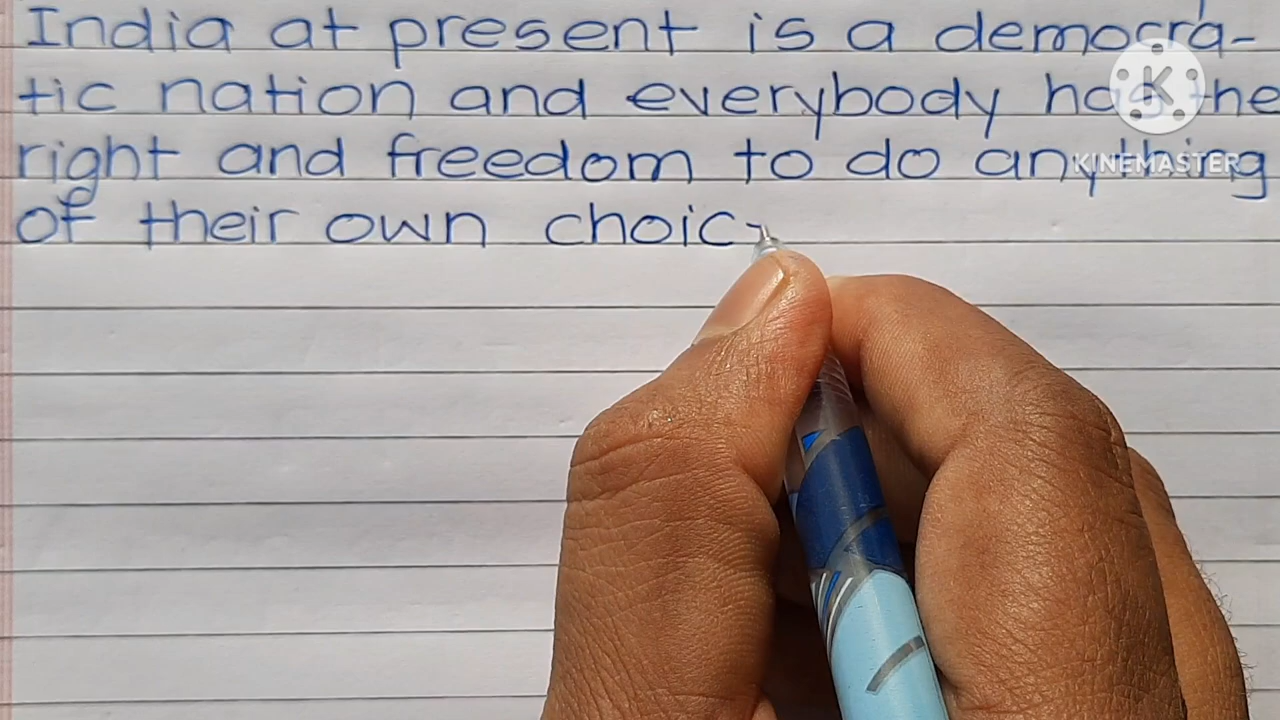 India at present is a democra-
tic nation and everybody has the
right and freedom to do anything
of their own choic
K
KINEMASTER